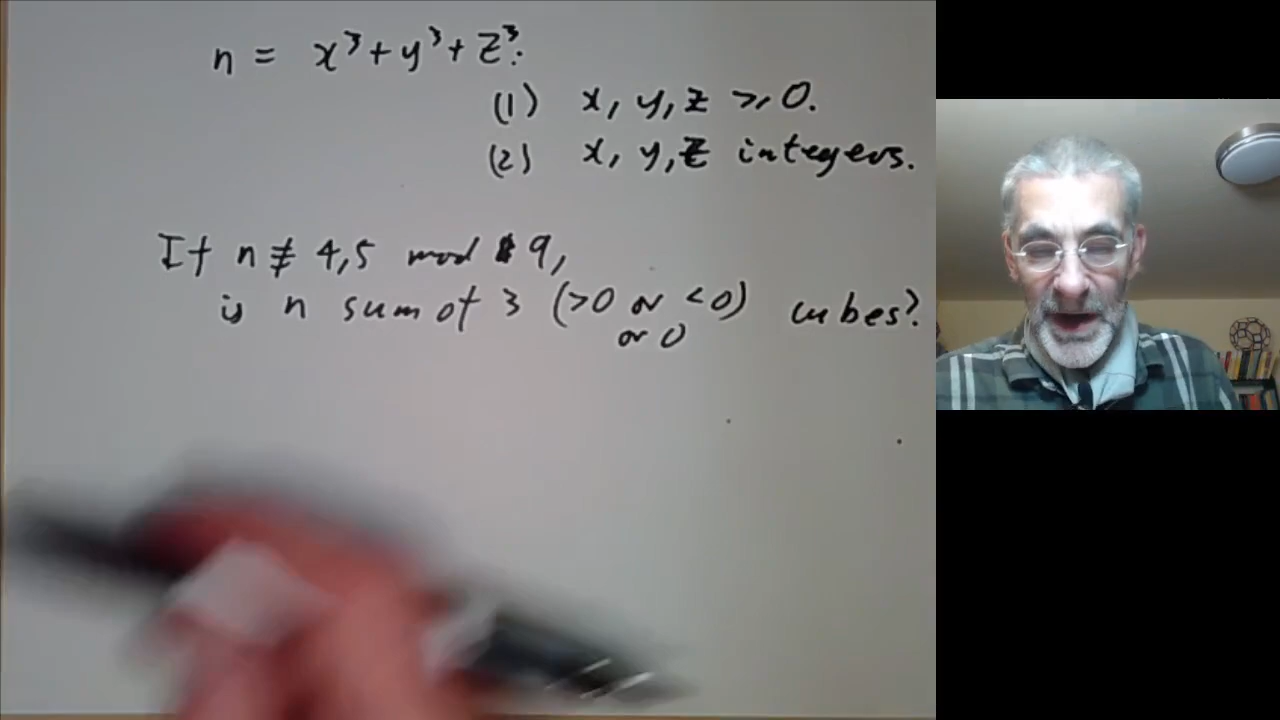 n = x³ + y³ + z³:
(1) x, y, z ≥ 0.
(2) x, y, z integers.
If n ≢ 4, 5 mod 9,
is n sum of 3 (>0 or <0) cubes?
or 0